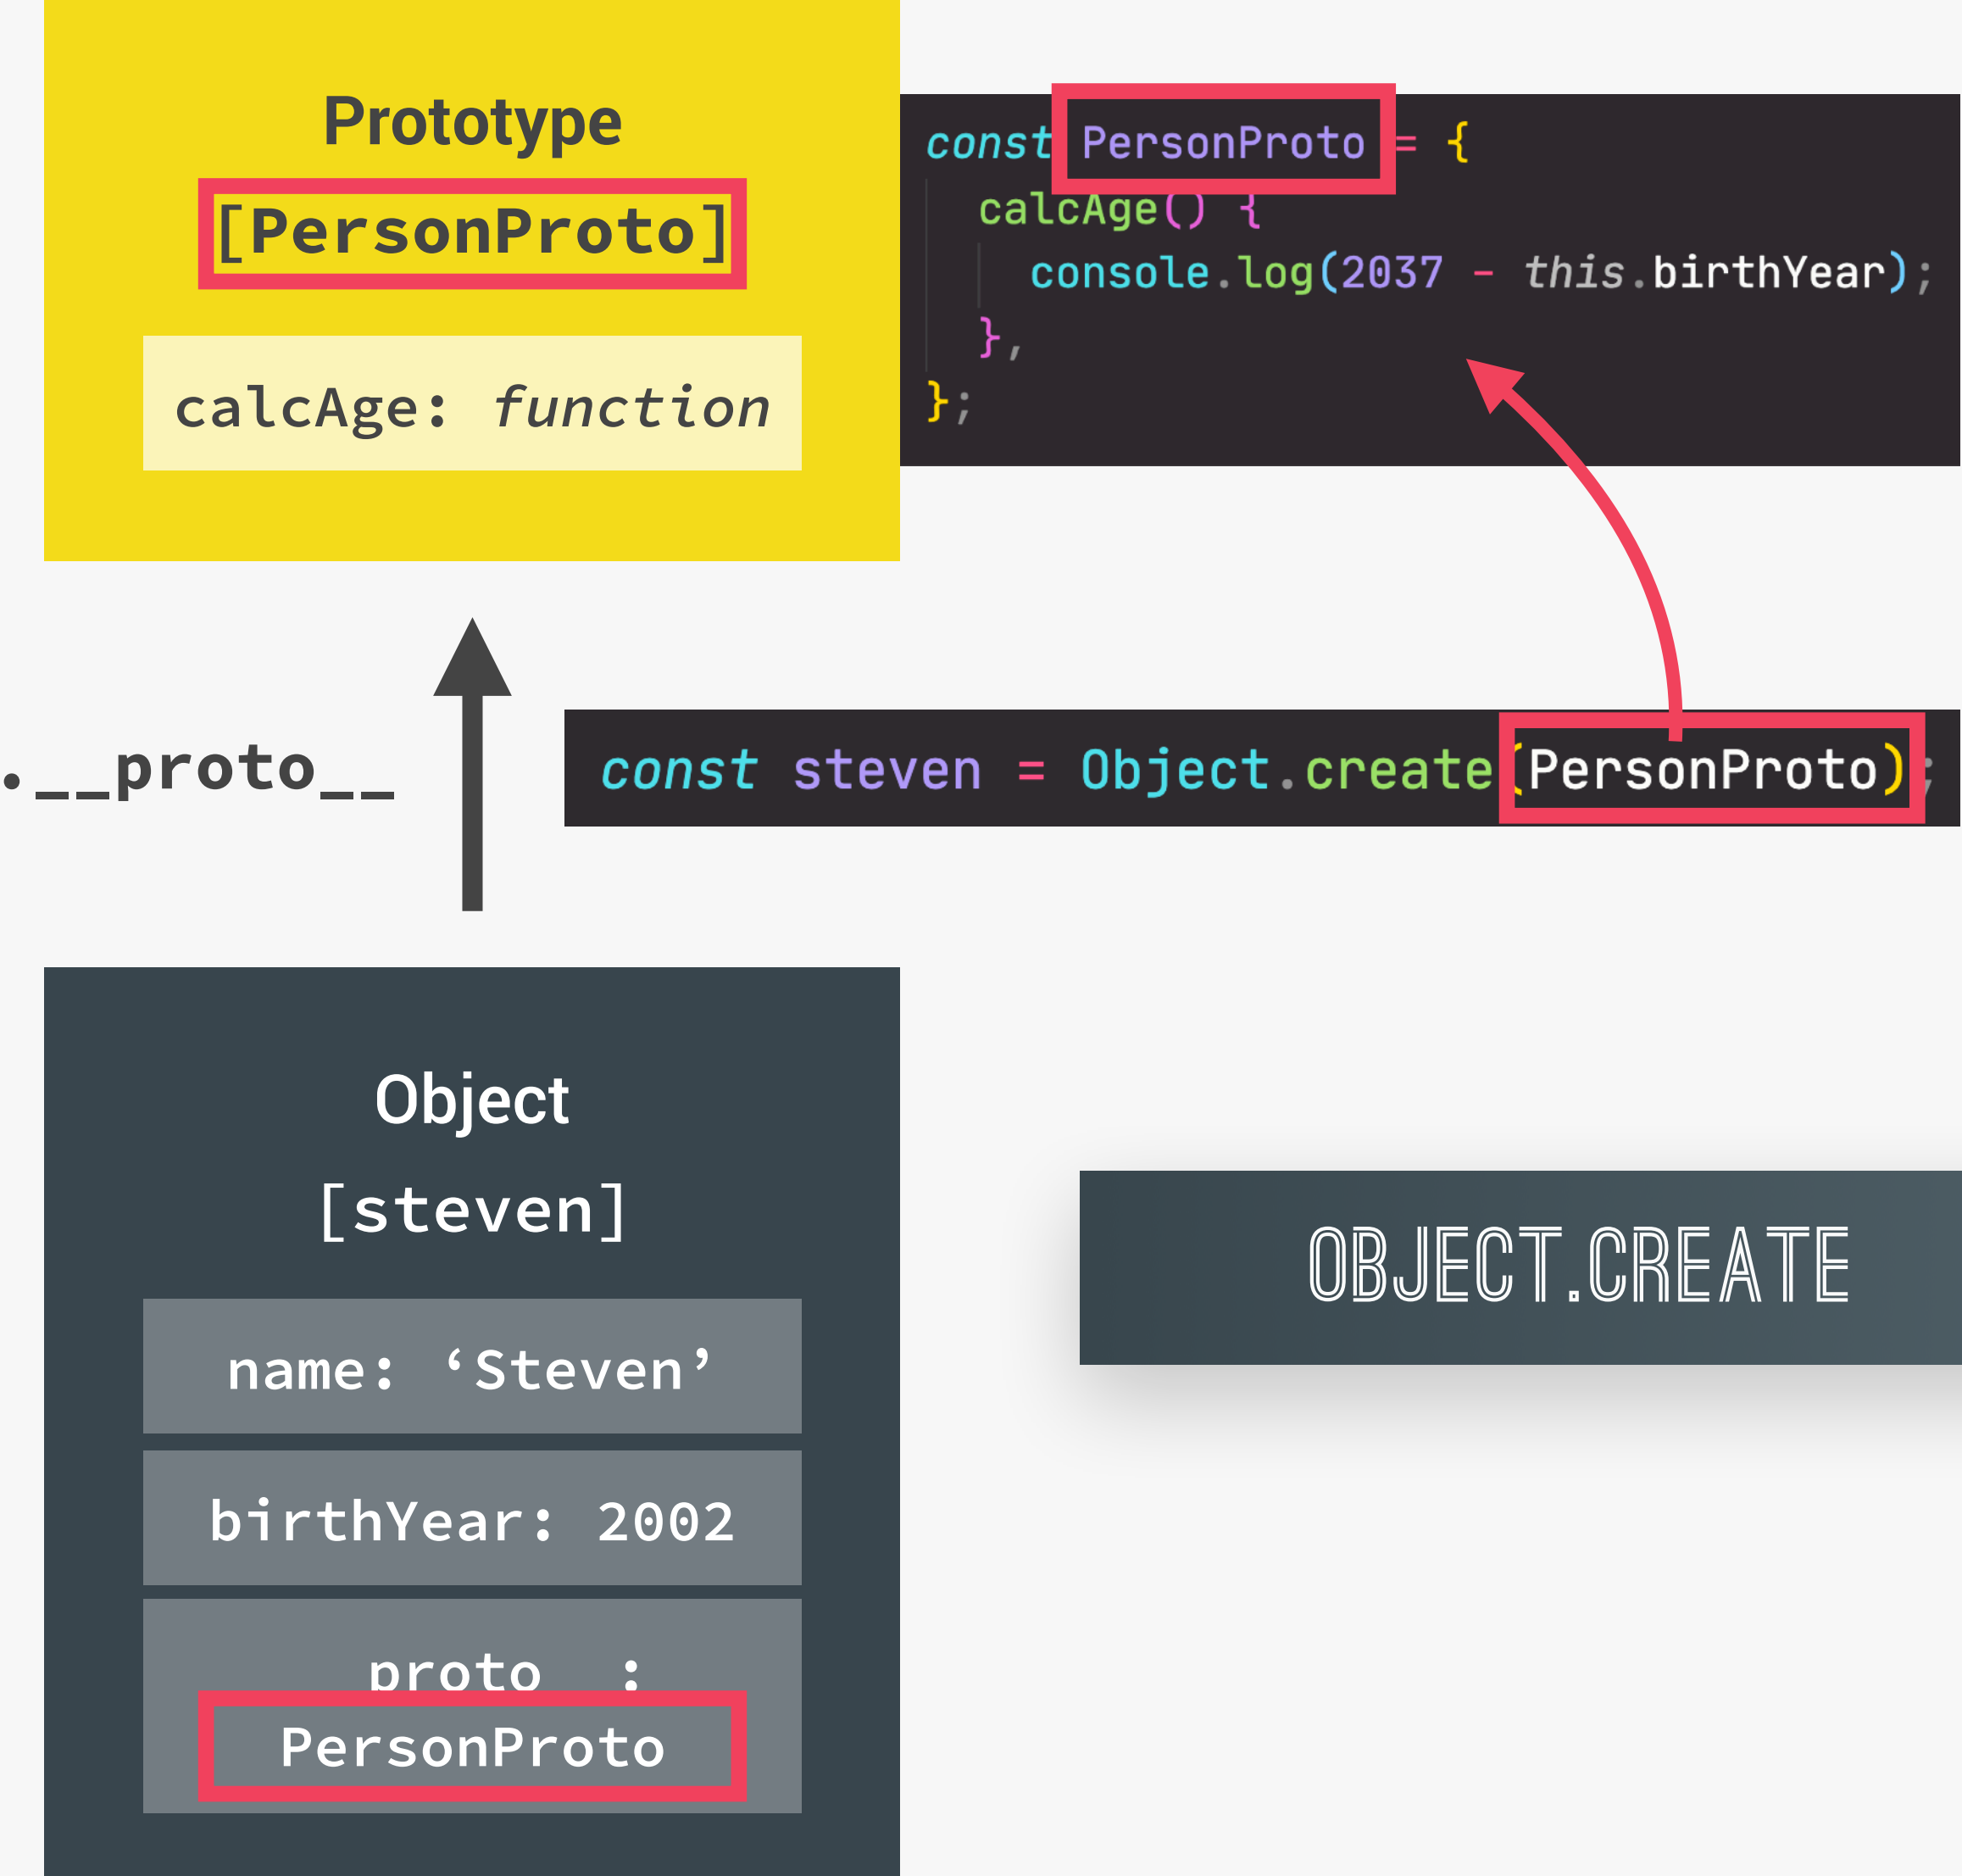 Prototype
[PersonProto]
calcAge: function
const PersonProto = {
calcAge() {
console.log(2037 - this.birthYear);
},
};
.__proto__
const steven = Object.create(PersonProto);
Object
[steven]
name: ‘Steven’
birthYear: 2002
proto :
PersonProto
OBJECT.CREATE